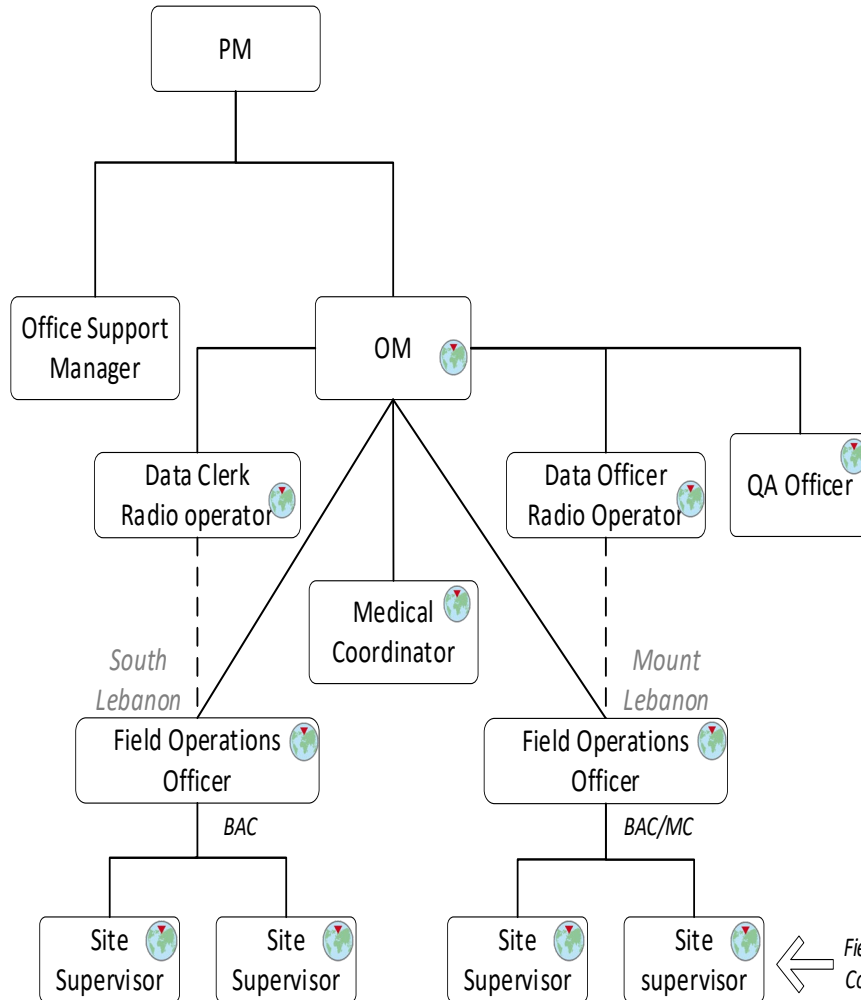 PM
Office Support
Manager
OM
Data Clerk
Radio operator
Data Officer
Radio Operator
QA Officer
Medical
Coordinator
South
Lebanon
Mount
Lebanon
Field Operations
Officer
Field Operations
Officer
BAC
BAC/MC
Site
Supervisor
Site
Supervisor
Site
Supervisor
Site
supervisor